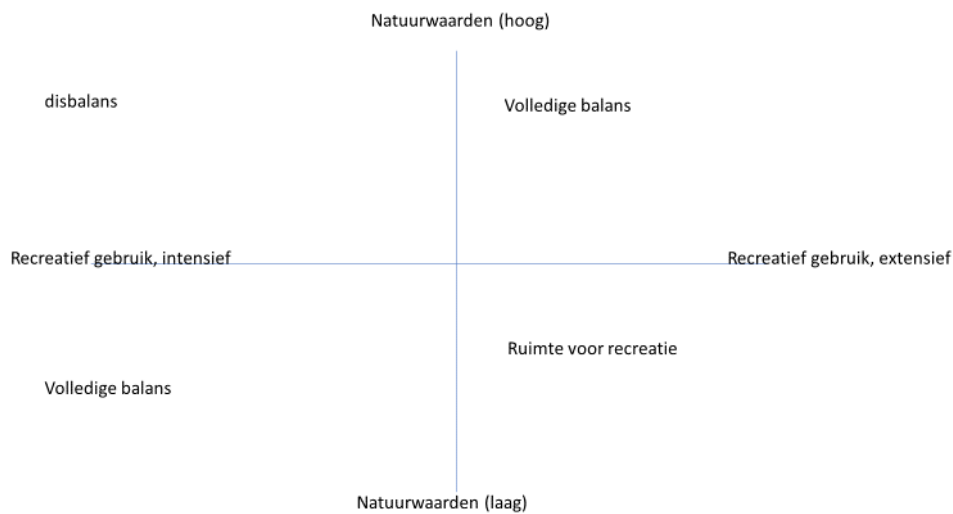 Natuurwaarden (hoog)
disbalans
Volledige balans
Recreatief gebruik, intensief
Recreatief gebruik, extensief
Ruimte voor recreatie
Volledige balans
Natuurwaarden (laag)